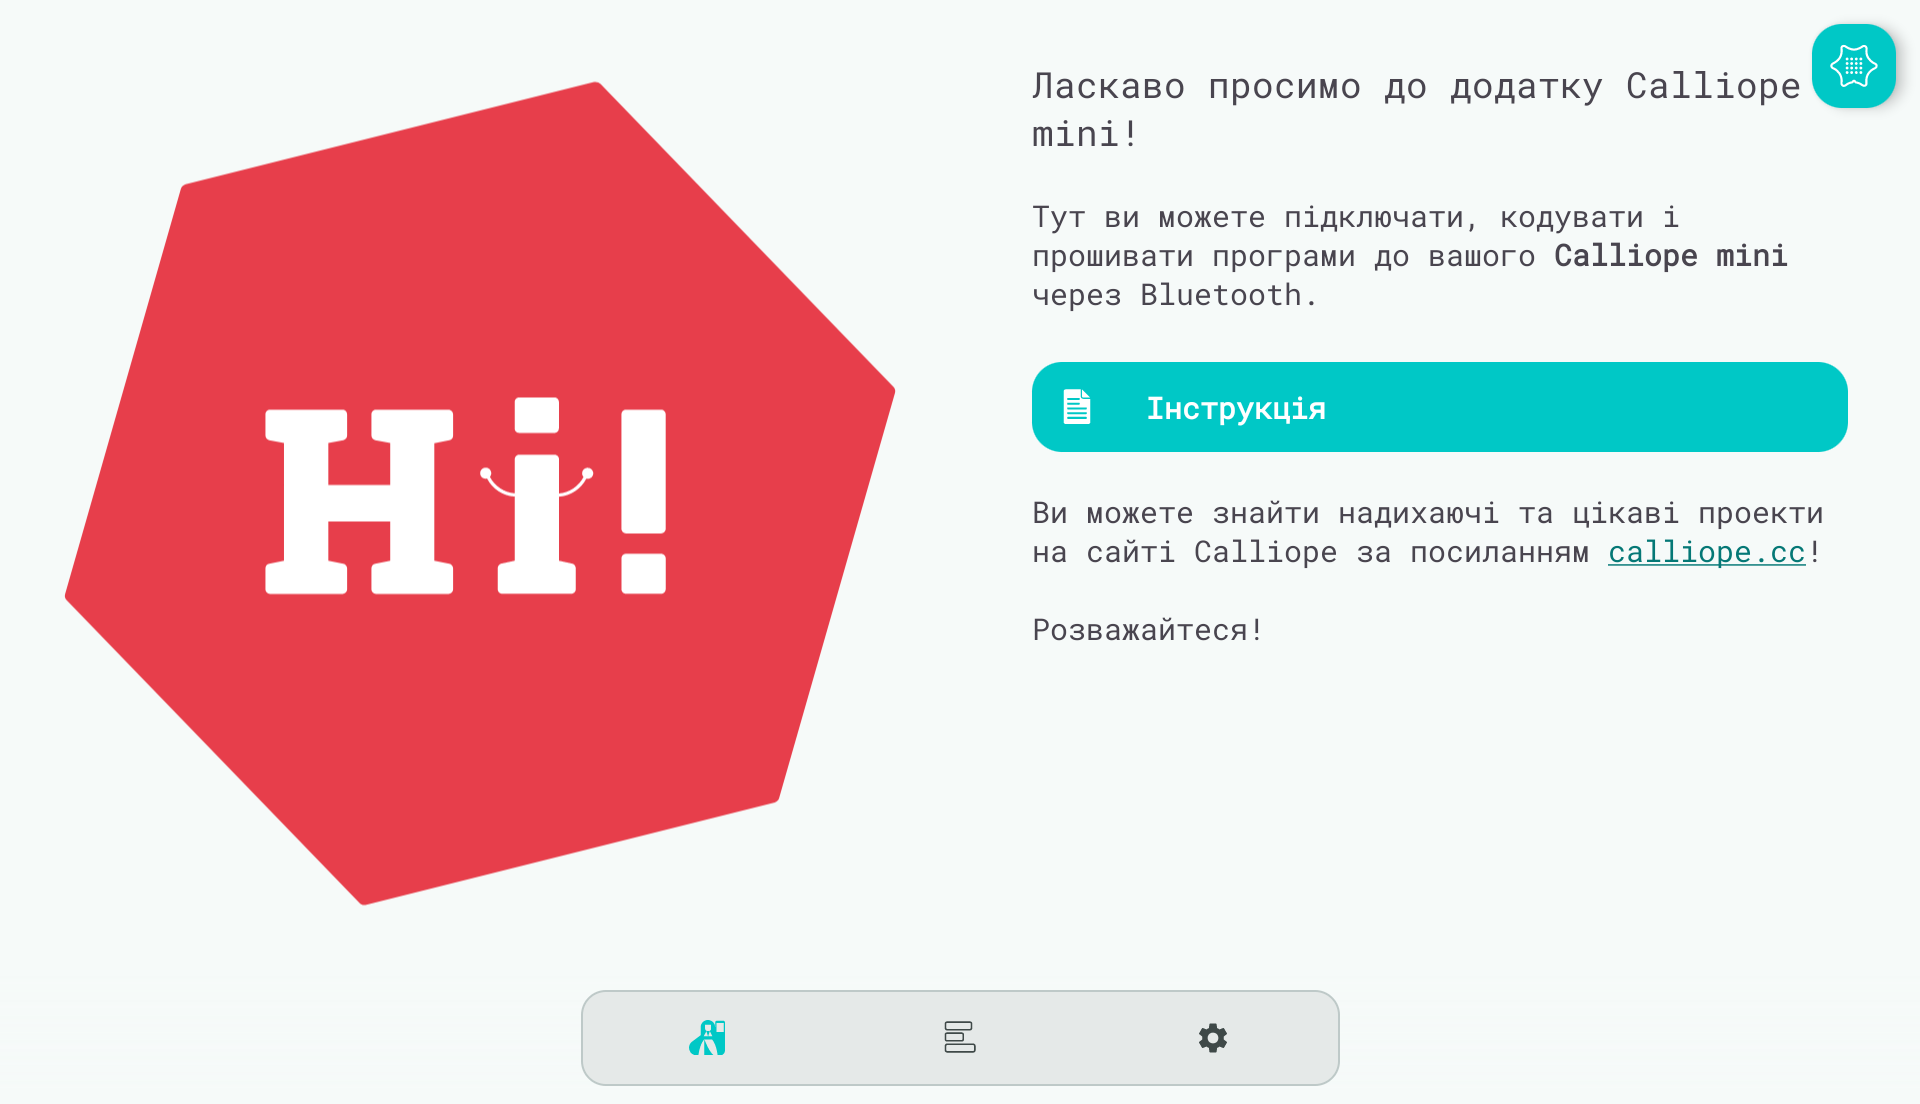 Hi!
Ласкаво просимо до додатку Calliope
mini!
Тут ви можете підключати, кодувати і
прошивати програми до вашого Calliope mini
через Bluetooth.
Інструкція
Ви можете знайти надихаючі та цікаві проекти
на сайті Calliope за посиланням calliope.cc!
Розважайтеся!